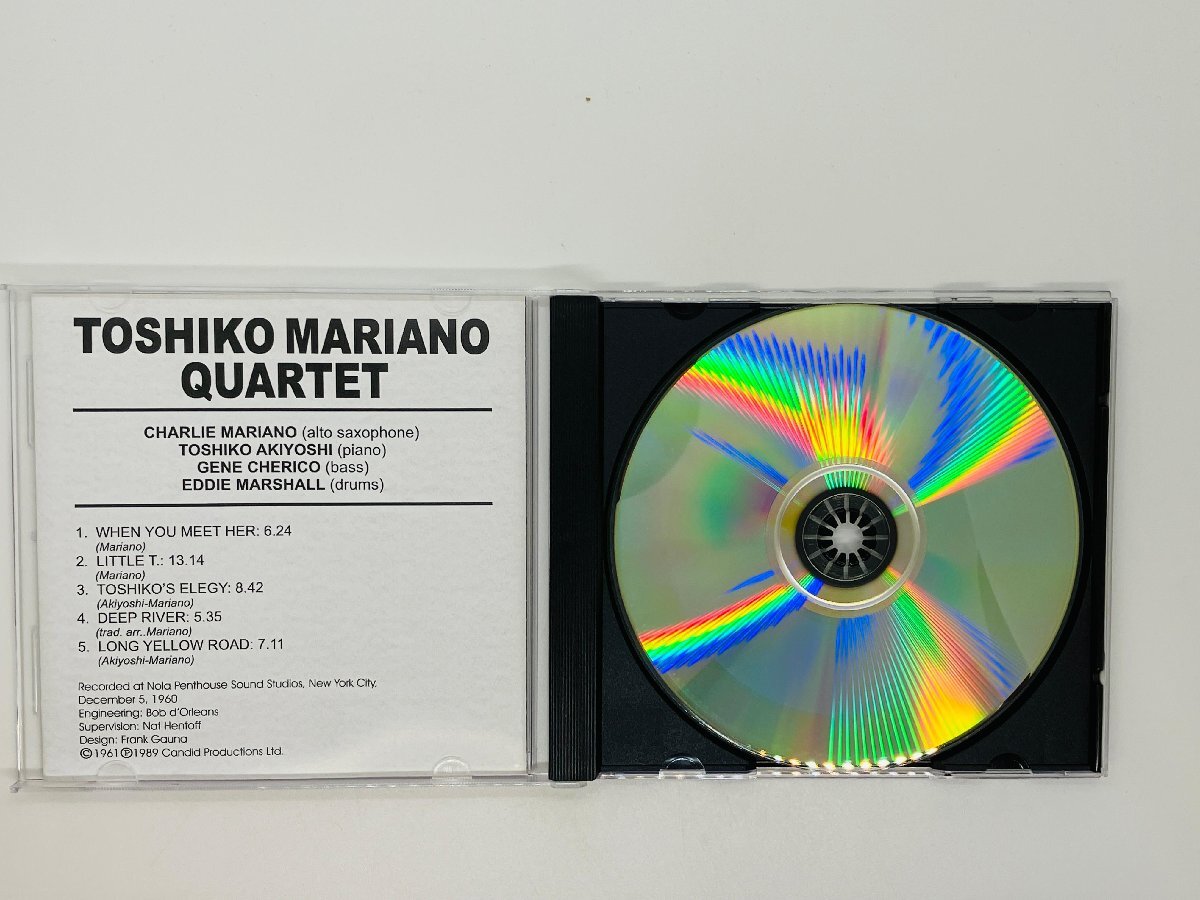 TOSHIKO MARIANO
QUARTET
CHARLIE MARIANO (alto saxophone)
TOSHIKO AKIYOSHI (piano)
GENE CHERICO (bass)
EDDIE MARSHALL (drums)
1. WHEN YOU MEET HER: 6.24
(Mariano)
2. LITTLE T.: 13.14
(Mariano)
3. TOSHIKO'S ELEGY: 8.42
(Akiyoshi-Mariano)
4. DEEP RIVER: 5.35
(trad. arr..Mariano)
5. LONG YELLOW ROAD: 7.11
(Akiyoshi-Mariano)
Recorded at Nola Penthouse Sound Studios, New York City,
December 5, 1960
Engineering: Bob d'Orleans
Supervision: Nat Hentoff
Design: Frank Gauna
©1961 ℗1989 Candid Productions Ltd.